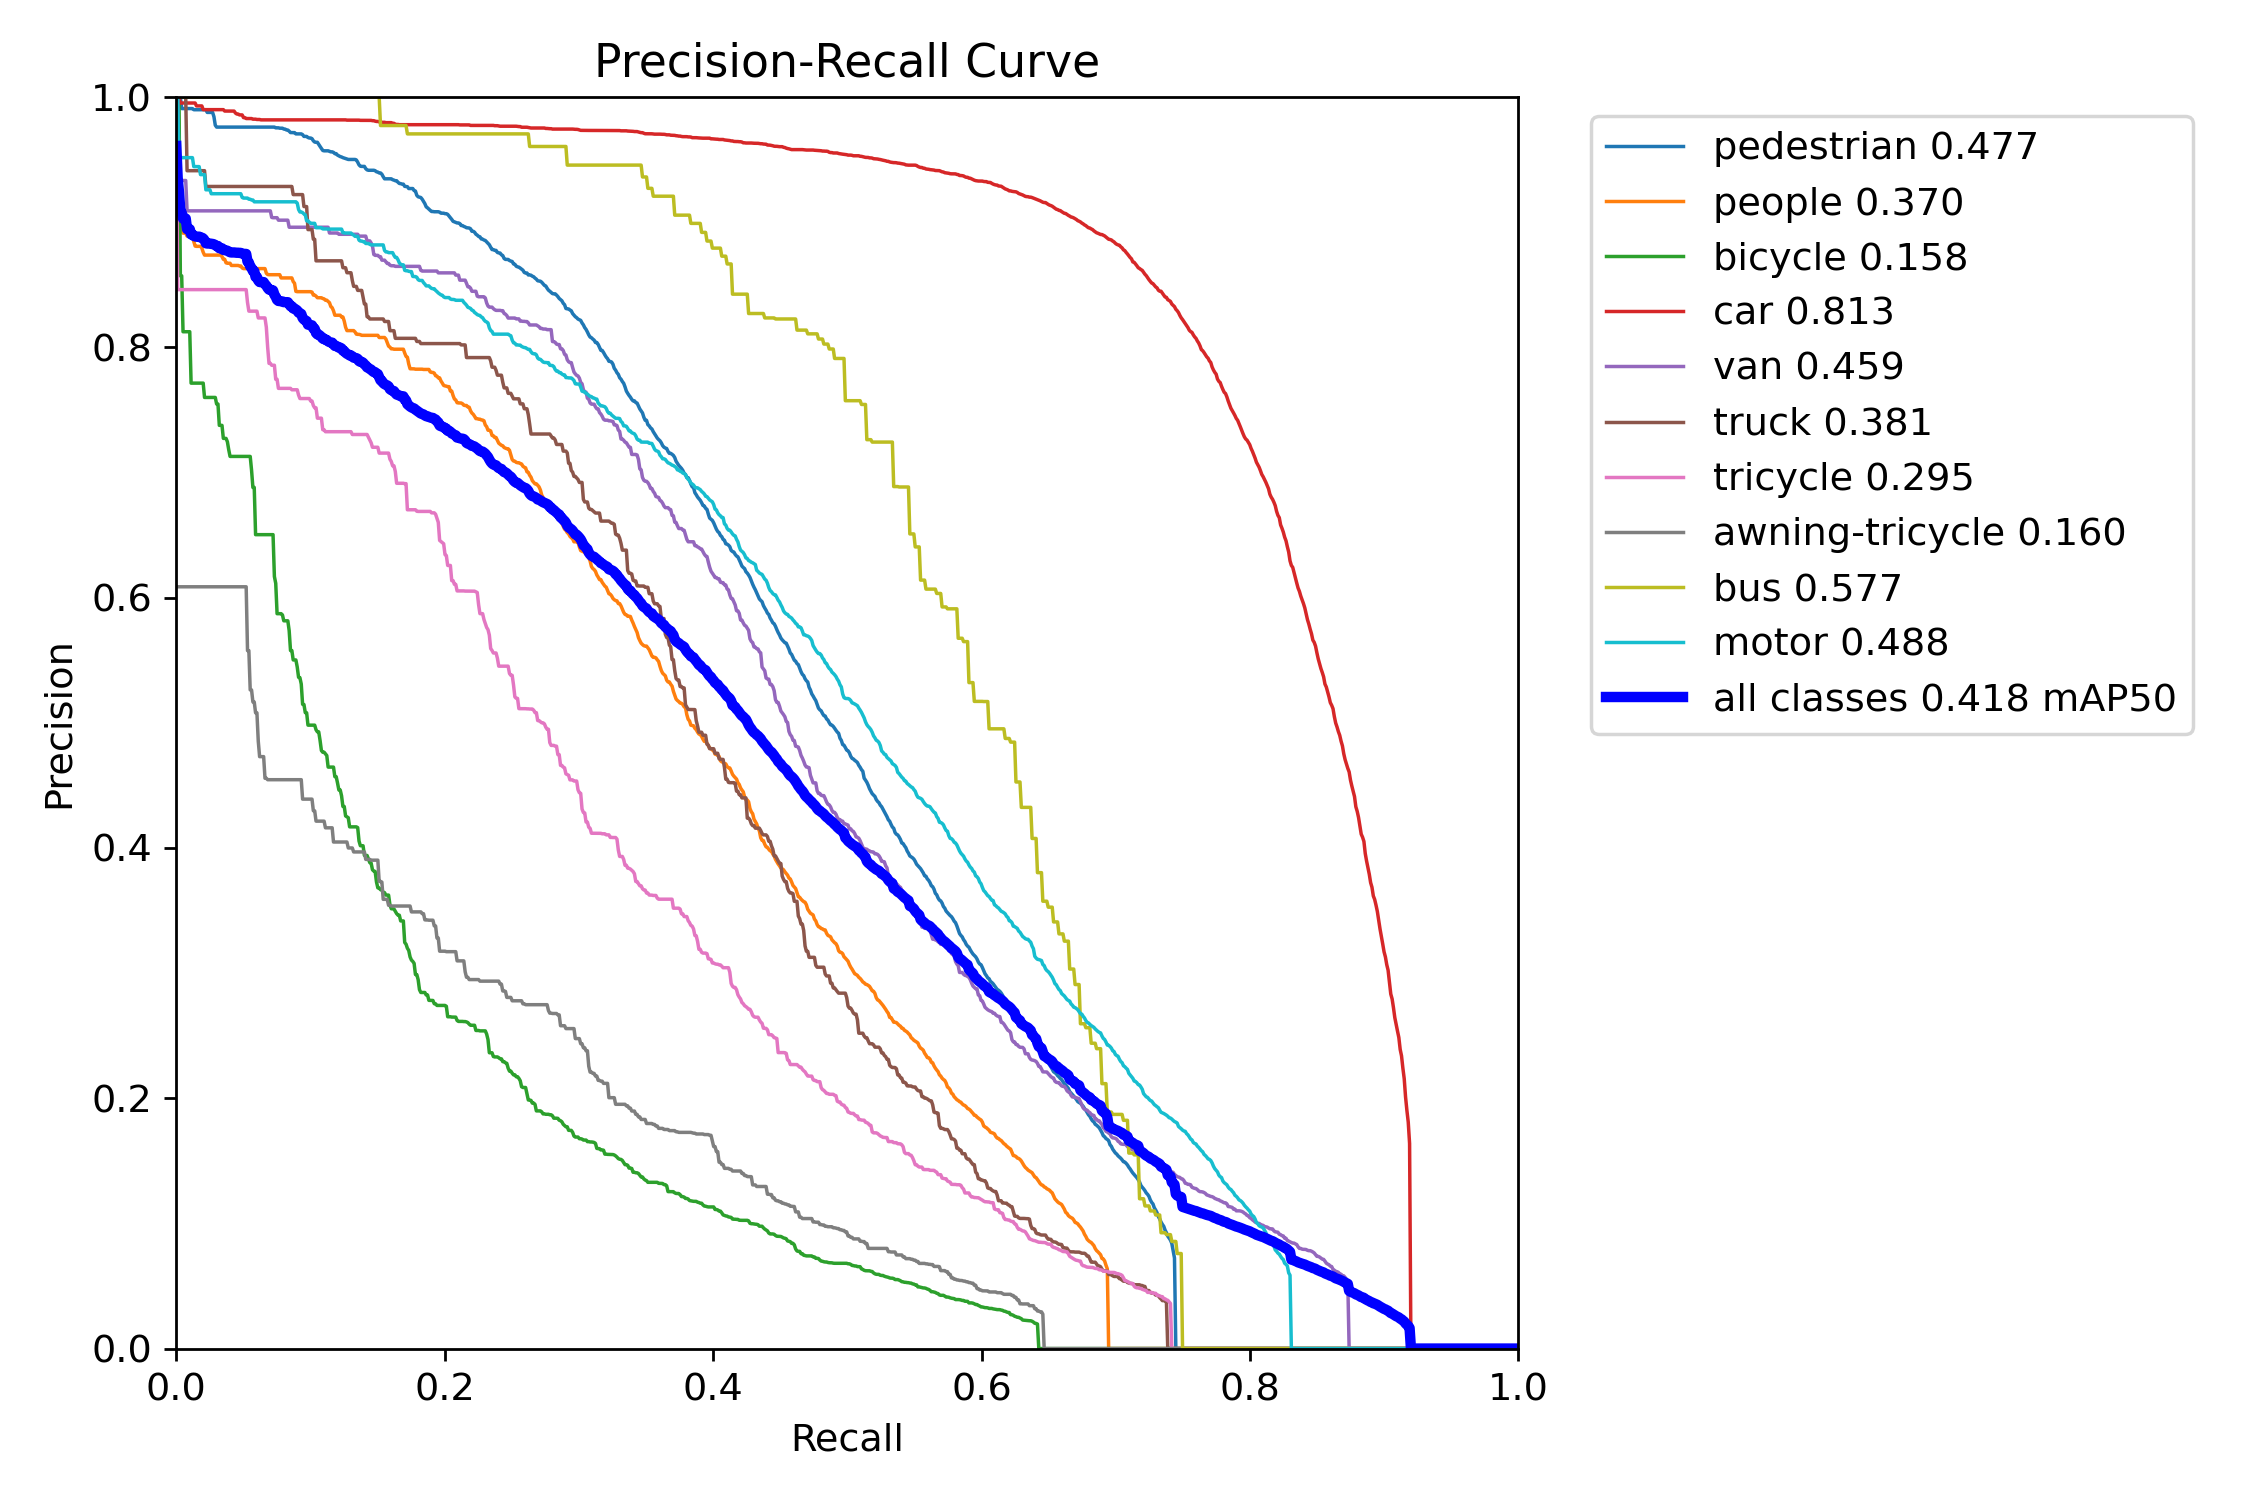 Precision-Recall Curve
1.0
0.8
0.6
0.4
0.2
0.0
Precision
0.0 0.2 0.4 0.6 0.8 1.0
Recall
pedestrian 0.477
people 0.370
bicycle 0.158
car 0.813
van 0.459
truck 0.381
tricycle 0.295
awning-tricycle 0.160
bus 0.577
motor 0.488
all classes 0.418 mAP50